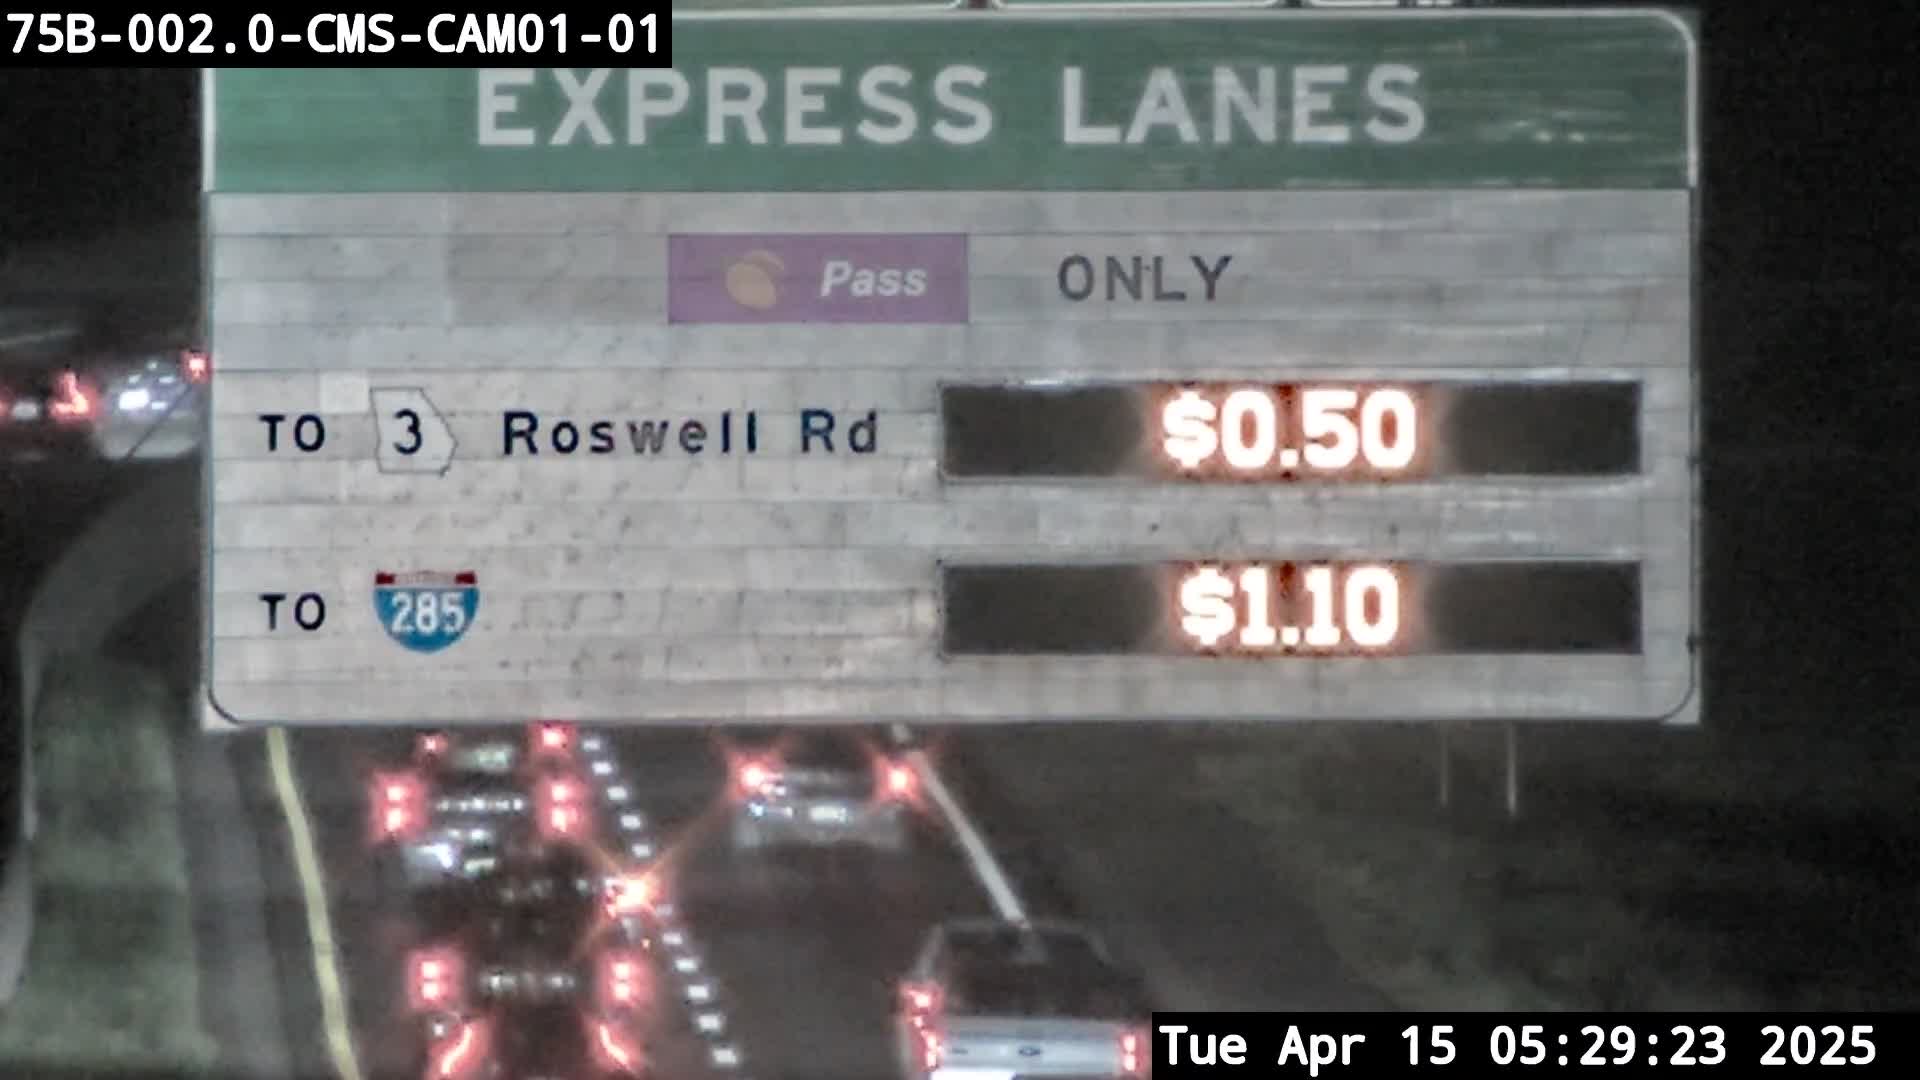 75B-002.0-CMS-CAM01-01
EXPRESS LANES
Pass ONLY
TO 3 Roswell Rd $0.50
TO 285 $1.10
Tue Apr 15 05:29:23 2025